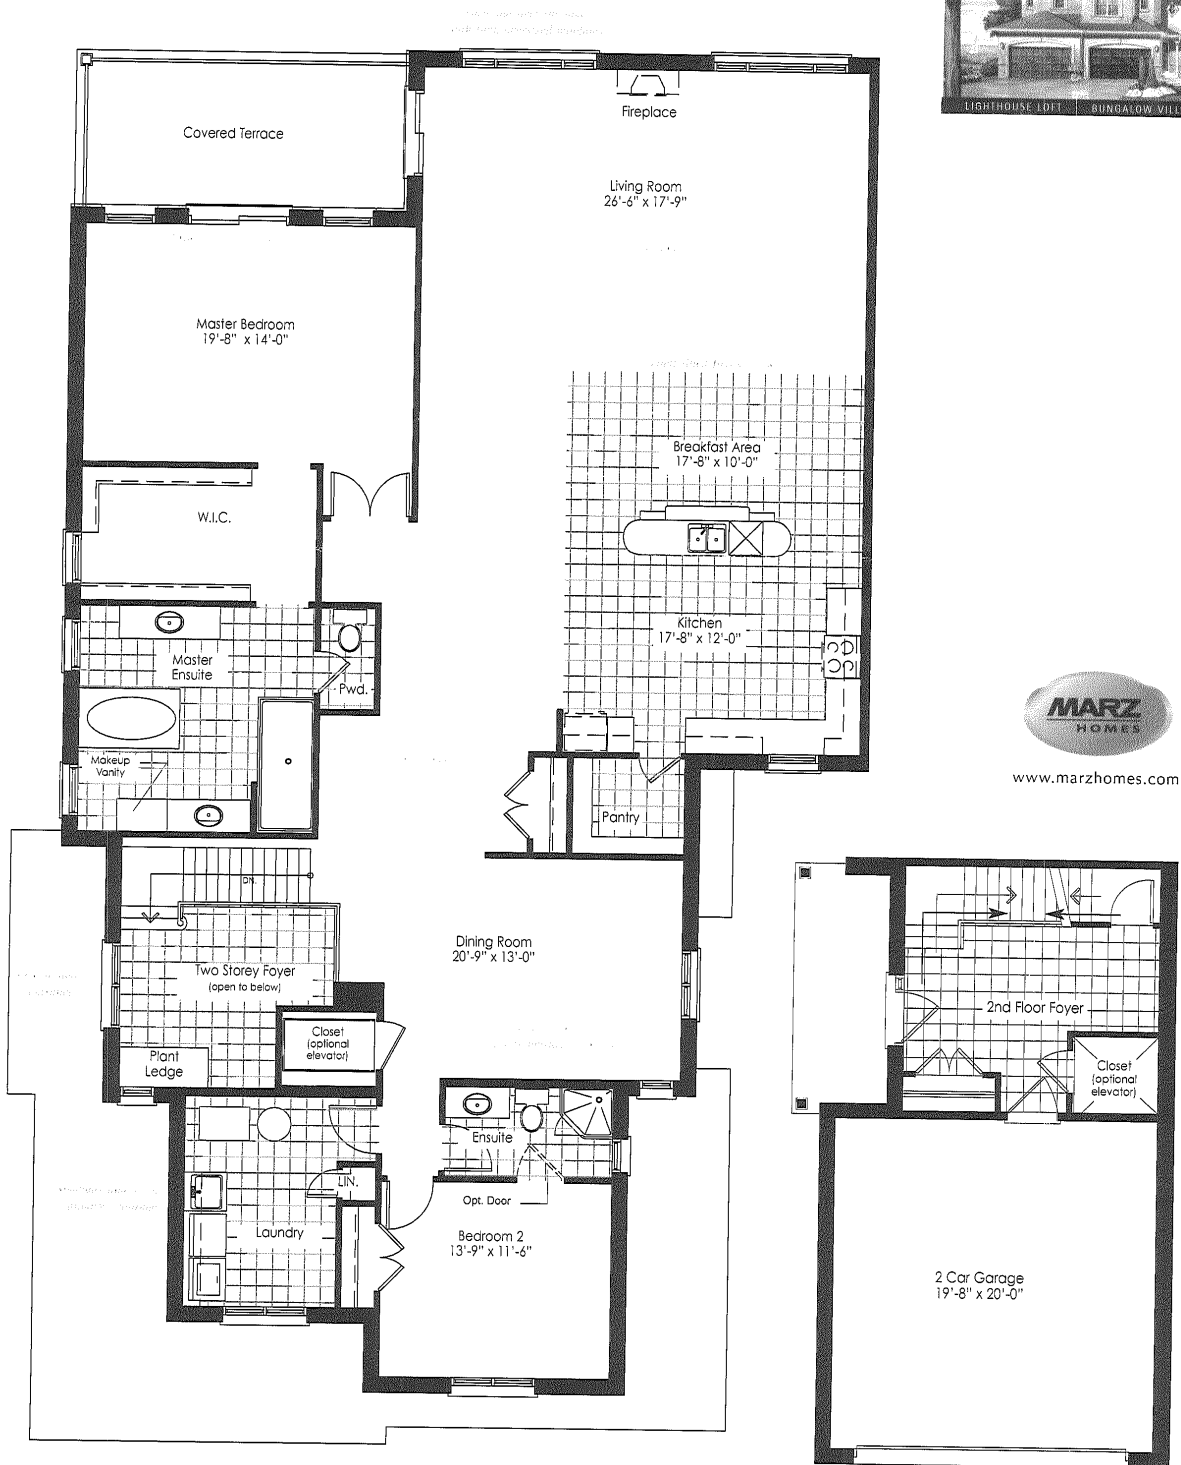 LIGHTHOUSE LOFT
BUNGALOW
Fireplace
Covered Terrace
Living Room
26'-6" x 17'-9"
Master Bedroom
19'-8" x 14'-0"
Breakfast Area
17'-8" x 10'-0"
W.I.C.
Kitchen
17'-8" x 12'-0"
Master
Ensuite
Pwd.
MARZ
HOMES
www.marzhomes.com
Makeup
Vanity
Pantry
DN.
Dining Room
20'-9" x 13'-0"
Two Storey Foyer
(open to below)
2nd Floor Foyer
Closet
(optional
elevator)
Plant
Ledge
Closet
(optional
elevator)
Ensuite
LIN.
Opt. Door
Laundry
Bedroom 2
13'-9" x 11'-6"
2 Car Garage
19'-8" x 20'-0"